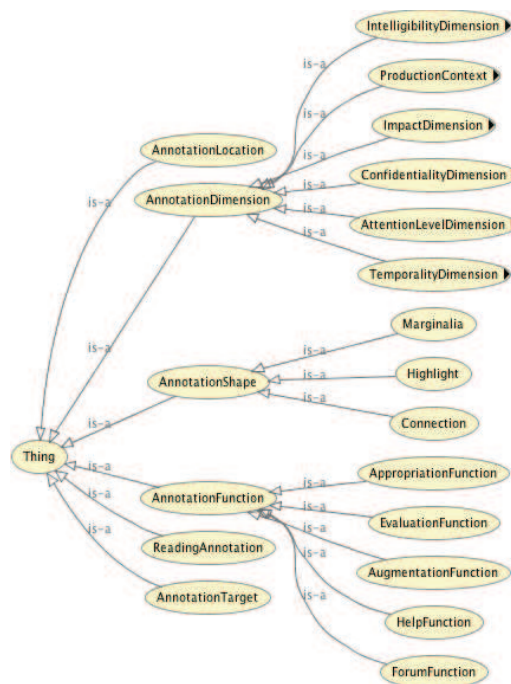 IntelligibilityDimension
is-a
ProductionContext
is-a
ImpactDimension
is-a
AnnotationLocation
is-a
ConfidentialityDimension
is-a
AnnotationDimension
is-a
is-a
AttentionLevelDimension
is-a
TemporalityDimension
Marginalia
is-a
is-a
AnnotationShape
is-a
Highlight
is-a
is-a
Connection
Thing
is-a
AppropriationFunction
is-a
AnnotationFunction
is-a
is-a
EvaluationFunction
is-a
ReadingAnnotation
is-a
AugmentationFunction
is-a
AnnotationTarget
is-a
HelpFunction
ForumFunction